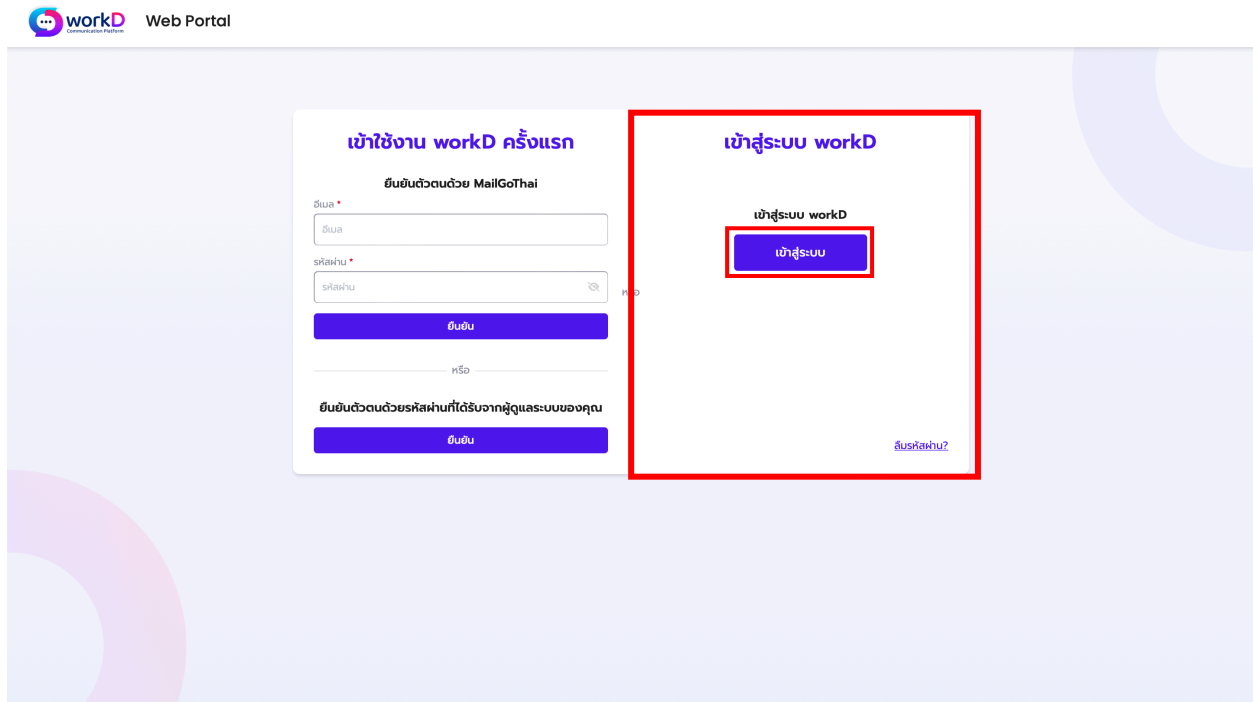 workD
Communication Platform
Web Portal
เข้าใช้งาน workD ครั้งแรก
ยืนยันตัวตนด้วย MailGoThai
อีเมล *
อีเมล
รหัสผ่าน *
รหัสผ่าน
ยืนยัน
หรือ
ยืนยันตัวตนด้วยรหัสผ่านที่ได้รับจากผู้ดูแลระบบของคุณ
ยืนยัน
หรือ
เข้าสู่ระบบ workD
เข้าสู่ระบบ workD
เข้าสู่ระบบ
ลืมรหัสผ่าน?